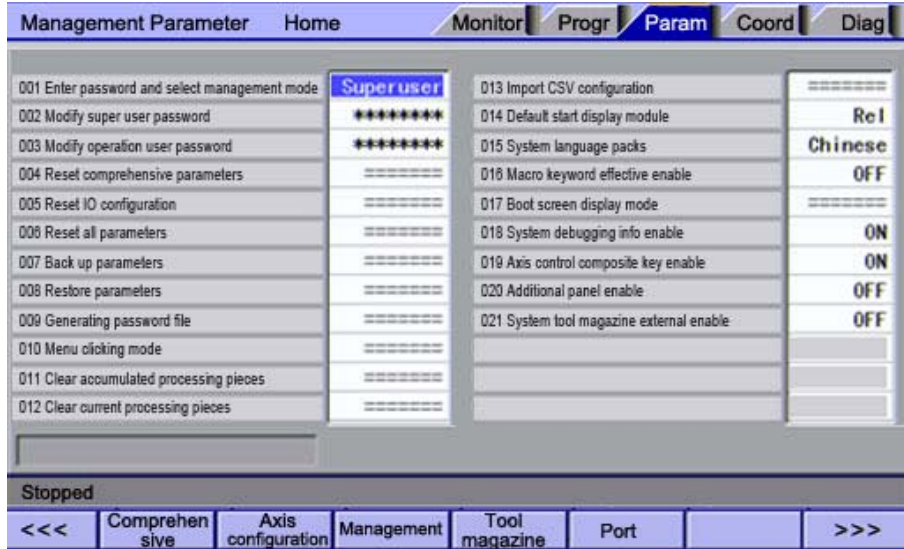 Management Parameter Home Monitor Progr Param Coord Diag
001 Enter password and select management mode Superuser
002 Modify super user password ********
003 Modify operation user password ********
004 Reset comprehensive parameters =======
005 Reset IO configuration =======
006 Reset all parameters =======
007 Back up parameters =======
008 Restore parameters =======
009 Generating password file =======
010 Menu clicking mode =======
011 Clear accumulated processing pieces =======
012 Clear current processing pieces =======
013 Import CSV configuration =======
014 Default start display module Rel
015 System language packs Chinese
016 Macro keyword effective enable OFF
017 Boot screen display mode =======
018 System debugging info enable ON
019 Axis control composite key enable ON
020 Additional panel enable OFF
021 System tool magazine external enable OFF
Stopped
<<< Comprehen sive Axis configuration Management Tool magazine Port >>>